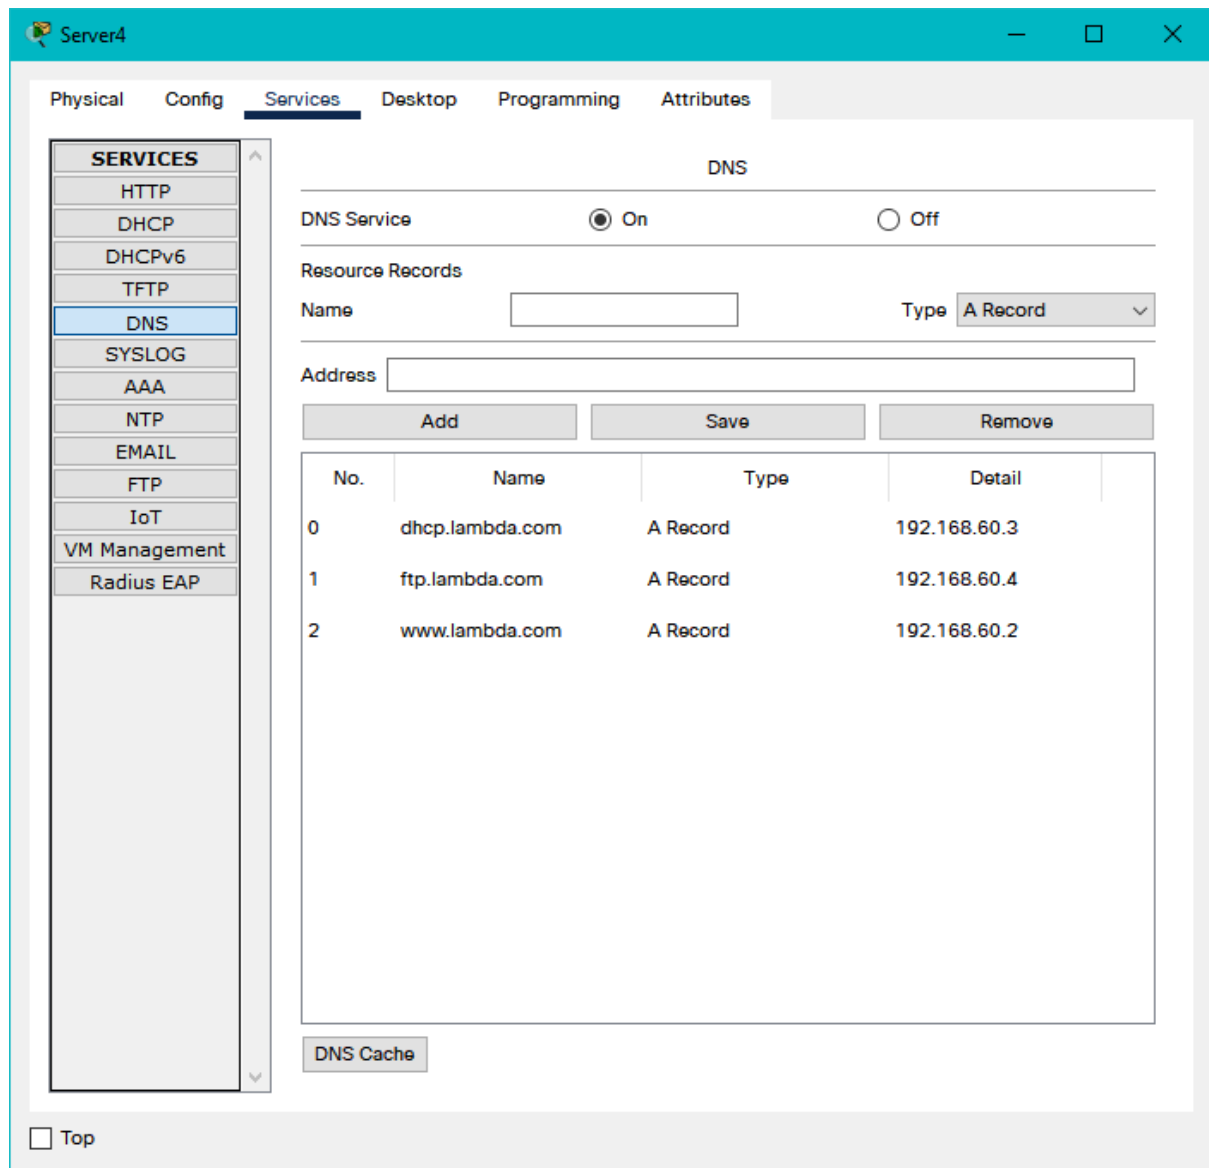 Server4
Physical Config Services Desktop Programming Attributes
SERVICES
HTTP
DHCP
DHCPv6
TFTP
DNS
SYSLOG
AAA
NTP
EMAIL
FTP
IoT
VM Management
Radius EAP
DNS
DNS Service On Off
Resource Records
Name Type A Record
Address
Add Save Remove
No. Name Type Detail
0 dhcp.lambda.com A Record 192.168.60.3
1 ftp.lambda.com A Record 192.168.60.4
2 www.lambda.com A Record 192.168.60.2
DNS Cache
Top